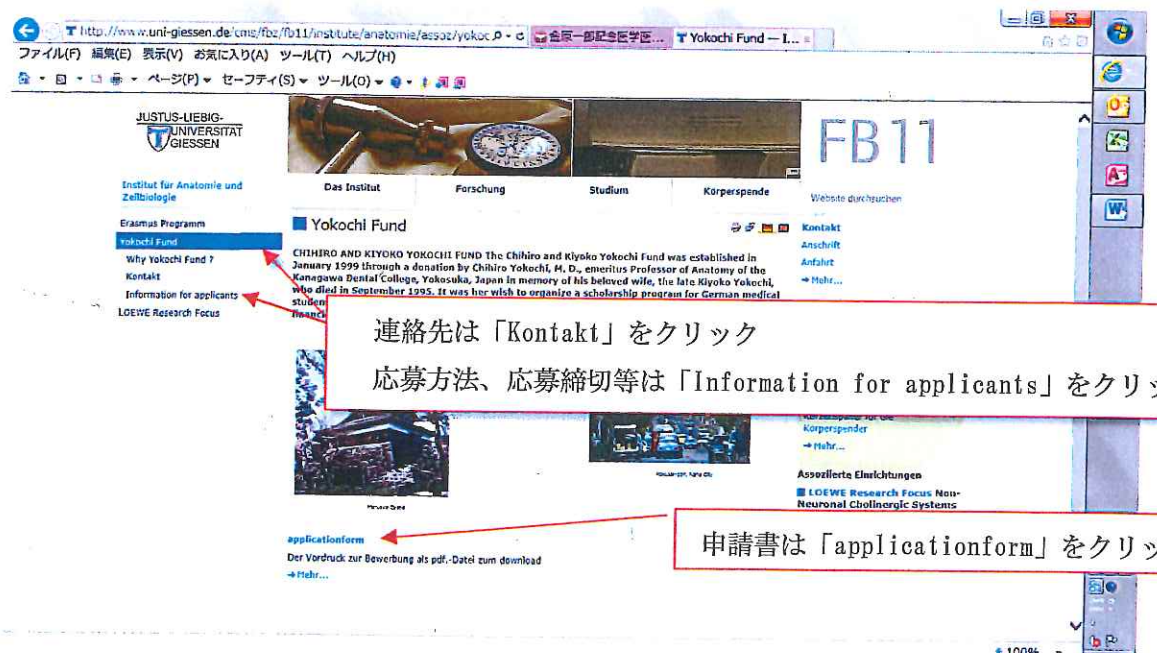 http://www.uni-giessen.de/cms/fbz/fb11/institute/anatomie/assoz/yokoc
Yokochi Fund — I...
ファイル(F) 編集(E) 表示(V) お気に入り(A) ツール(T) ヘルプ(H)
ページ(P) セーフティ(S) ツール(O)
JUSTUS-LIEBIG-
UNIVERSITAT
GIESSEN
FB11
Institut für Anatomie und
Zellbiologie
Das Institut
Forschung
Studium
Korperspende
Website durchsuchen
Erasmus Programm
Yokochi Fund
Why Yokochi Fund ?
Kontakt
Information for applicants
LOEWE Research Focus
Yokochi Fund
CHIHIRO AND KIYOKO YOKOCHI FUND The Chihiro and Kiyoko Yokochi Fund was established in
January 1999 through a donation by Chihiro Yokochi, M. D., emeritus Professor of Anatomy of the
Kanagawa Dental College, Yokosuka, Japan in memory of his beloved wife, the late Kiyoko Yokochi,
who died in September 1995. It was her wish to organize a scholarship program for German medical
Kontakt
Anschrift
Anfahrt
→ Mehr...
連絡先は「Kontakt」をクリック
応募方法、応募締切等は「Information for applicants」をクリッ
Korperspender
→ Mehr...
Assoziierte Einrichtungen
LOEWE Research Focus Non-
Neuronal Cholinergic Systems
applicationform
Der Vordruck zur Bewerbung als pdf.-Datei zum download
→ Mehr...
申請書は「applicationform」をクリッ
100%